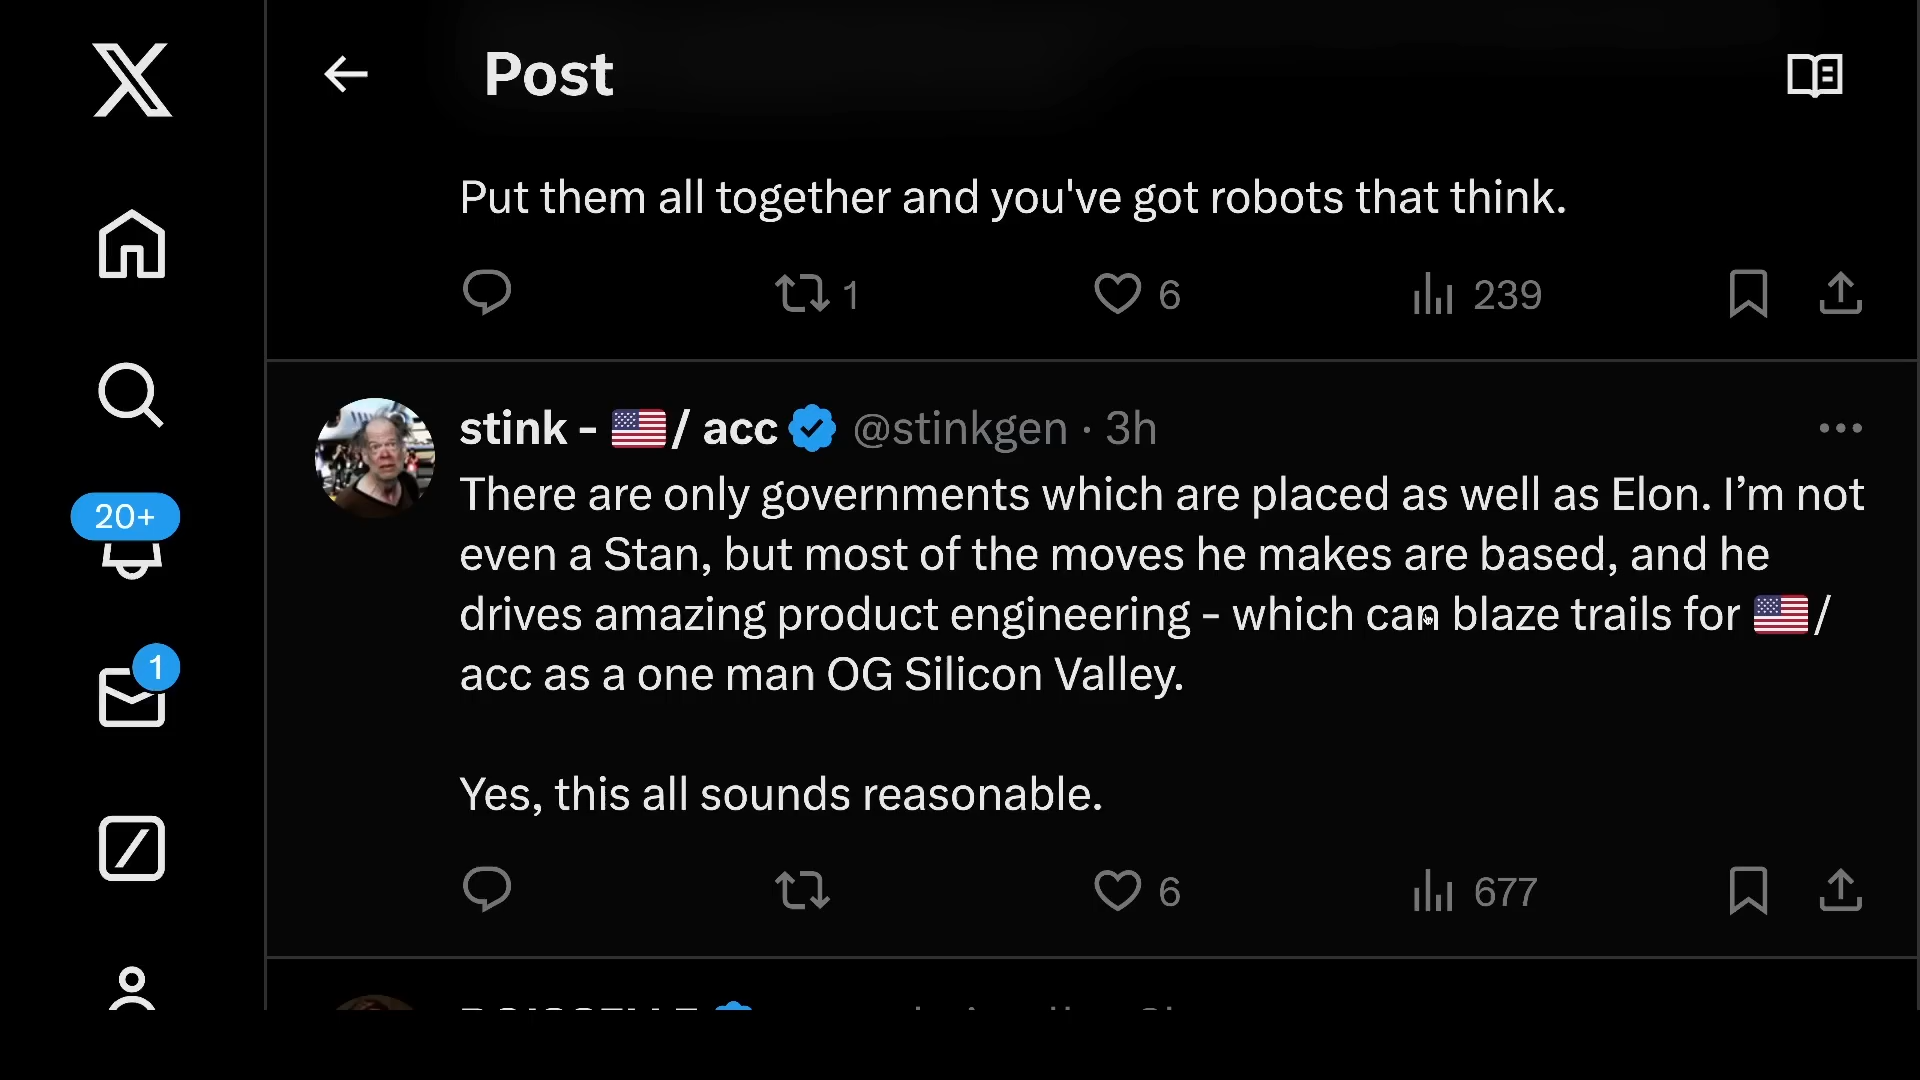 Post
Put them all together and you've got robots that think.
1 6 239
stink - 🇺🇸/ acc @stinkgen · 3h
There are only governments which are placed as well as Elon. I’m not
even a Stan, but most of the moves he makes are based, and he
drives amazing product engineering - which can blaze trails for 🇺🇸/
acc as a one man OG Silicon Valley.
Yes, this all sounds reasonable.
6 677
20+
1